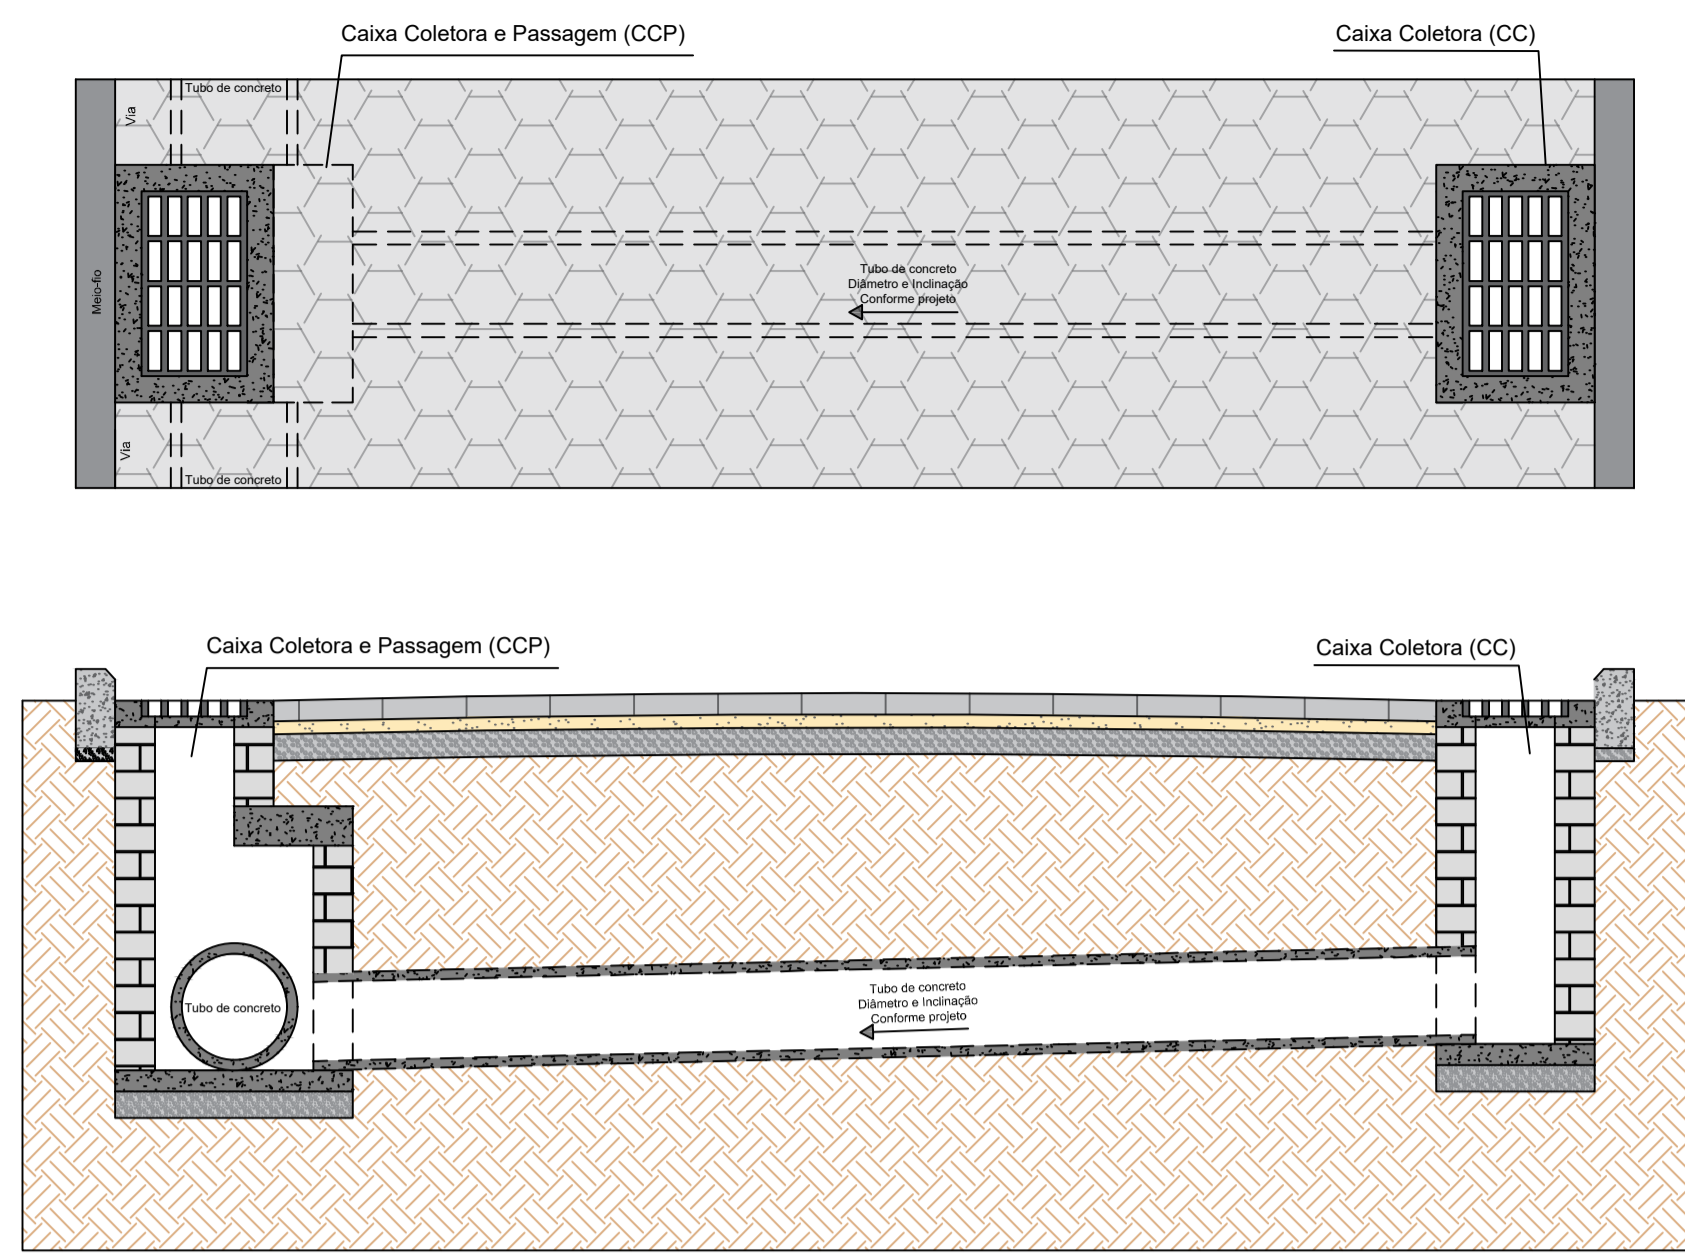 Caixa Coletora e Passagem (CCP)
Caixa Coletora (CC)
Tubo de concreto
Via
Meio-fio
Tubo de concreto
Diâmetro e Inclinação
Conforme projeto
Via
Tubo de concreto
Caixa Coletora e Passagem (CCP)
Caixa Coletora (CC)
Tubo de concreto
Tubo de concreto
Diâmetro e Inclinação
Conforme projeto